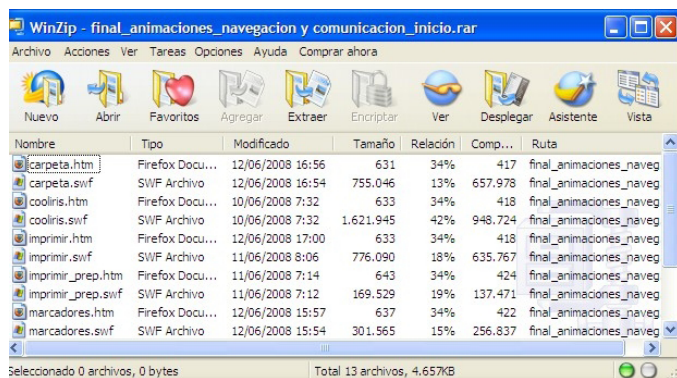 WinZip - final_animaciones_navegacion y comunicacion_inicio.rar
Archivo Acciones Ver Tareas Opciones Ayuda Comprar ahora
Nuevo Abrir Favoritos Agregar Extraer Encriptar Ver Desplegar Asistente Vista
Nombre Tipo Modificado Tamaño Relación Comp... Ruta
carpeta.htm Firefox Docu... 12/06/2008 16:56 631 34% 417 final_animaciones_naveg
carpeta.swf SWF Archivo 12/06/2008 16:54 755.046 13% 657.978 final_animaciones_naveg
cooliris.htm Firefox Docu... 10/06/2008 7:32 633 34% 418 final_animaciones_naveg
cooliris.swf SWF Archivo 10/06/2008 7:32 1.621.945 42% 948.724 final_animaciones_naveg
imprimir.htm Firefox Docu... 12/06/2008 17:00 633 34% 418 final_animaciones_naveg
imprimir.swf SWF Archivo 11/06/2008 8:06 776.090 18% 635.767 final_animaciones_naveg
imprimir_prep.htm Firefox Docu... 11/06/2008 7:14 643 34% 424 final_animaciones_naveg
imprimir_prep.swf SWF Archivo 11/06/2008 7:12 169.529 19% 137.471 final_animaciones_naveg
marcadores.htm Firefox Docu... 12/06/2008 15:57 637 34% 422 final_animaciones_naveg
marcadores.swf SWF Archivo 12/06/2008 15:54 301.565 15% 256.837 final_animaciones_naveg
Seleccionado 0 archivos, 0 bytes Total 13 archivos, 4.657KB